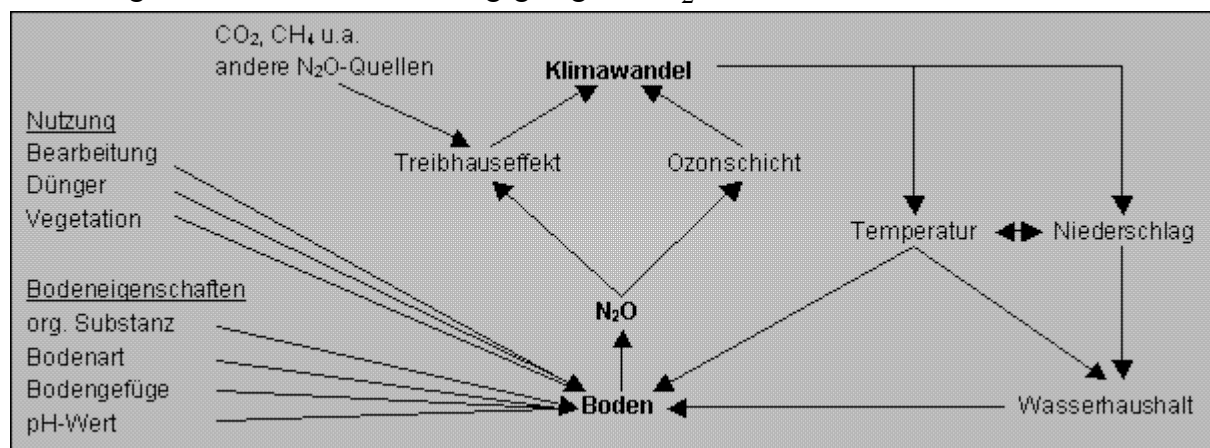 CO₂, CH₄ u.a.
andere N₂O-Quellen
Klimawandel
Nutzung
Bearbeitung
Dünger
Vegetation
Treibhauseffekt
Ozonschicht
Temperatur
Niederschlag
Bodeneigenschaften
org. Substanz
Bodenart
Bodengefüge
pH-Wert
N₂O
Boden
Wasserhaushalt